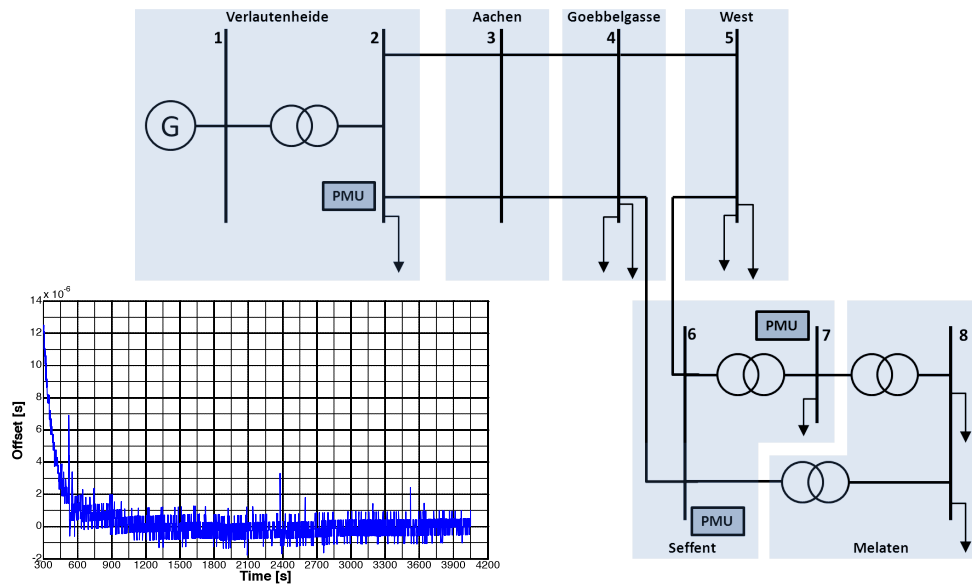 Verlautenheide
Aachen
Goebbelgasse
West
1
2
3
4
5
G
PMU
x 10⁻⁶
14
12
10
8
6
4
2
0
-2
Offset [s]
300 600 900 1200 1500 1800 2100 2400 2700 3000 3300 3600 3900 4200
Time [s]
6
PMU
7
8
PMU
Seffent
Melaten